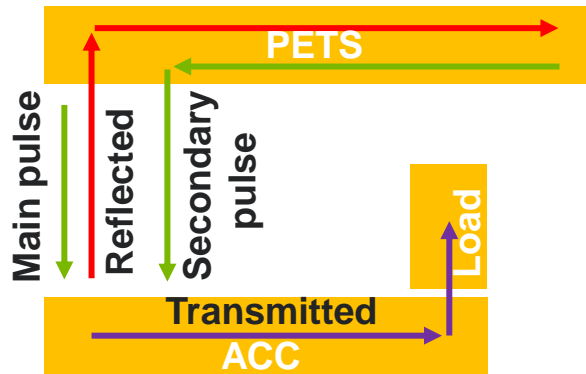 PETS
Main pulse
Reflected
Secondary
pulse
Load
Transmitted
ACC